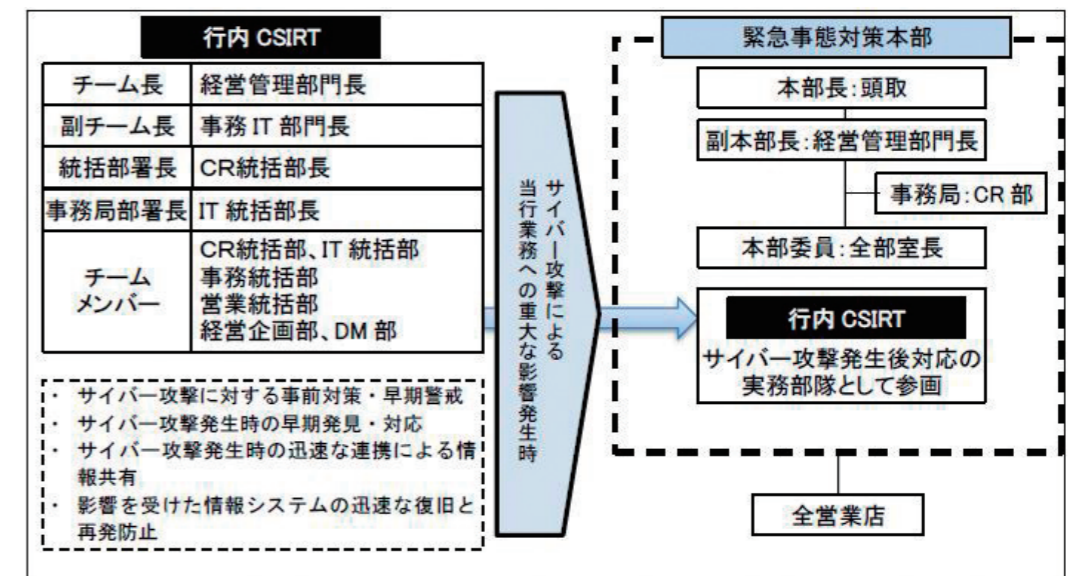 行内 CSIRT
チーム長 経営管理部門長
副チーム長 事務 IT 部門長
統括部署長 CR統括部長
事務局部署長 IT 統括部長
チーム
メンバー
CR統括部、IT 統括部
事務統括部
営業統括部
経営企画部、DM 部
・ サイバー攻撃に対する事前対策・早期警戒
・ サイバー攻撃発生時の早期発見・対応
・ サイバー攻撃発生時の迅速な連携による情
報共有
・ 影響を受けた情報システムの迅速な復旧と
再発防止
サイバー攻撃による
当行業務への重大な影響発生時
緊急事態対策本部
本部長:頭取
副本部長:経営管理部門長
事務局:CR 部
本部委員:全部室長
行内 CSIRT
サイバー攻撃発生後対応の
実務部隊として参画
全営業店